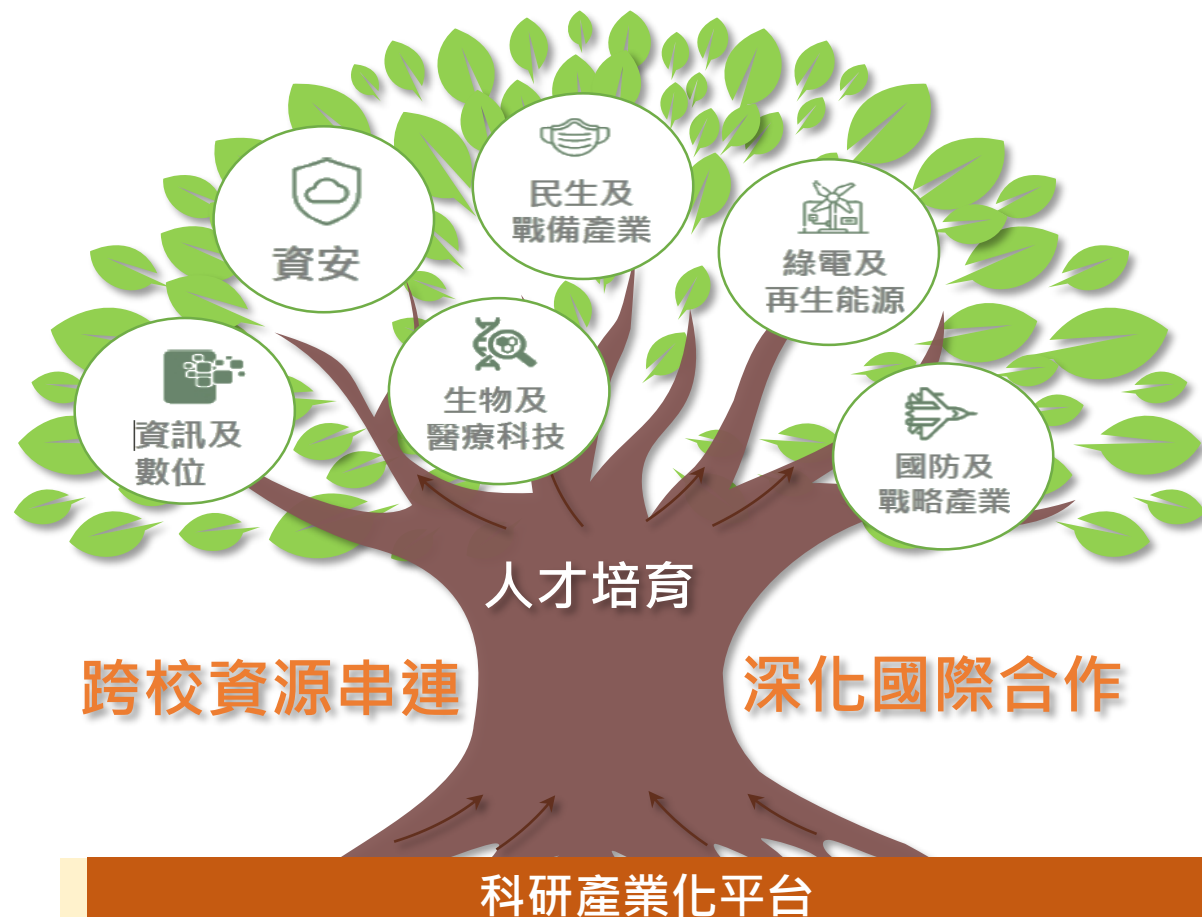 民生及
戰備產業
資安
綠電及
再生能源
資訊及
數位
生物及
醫療科技
國防及
戰略產業
人才培育
跨校資源串連
深化國際合作
科研產業化平台